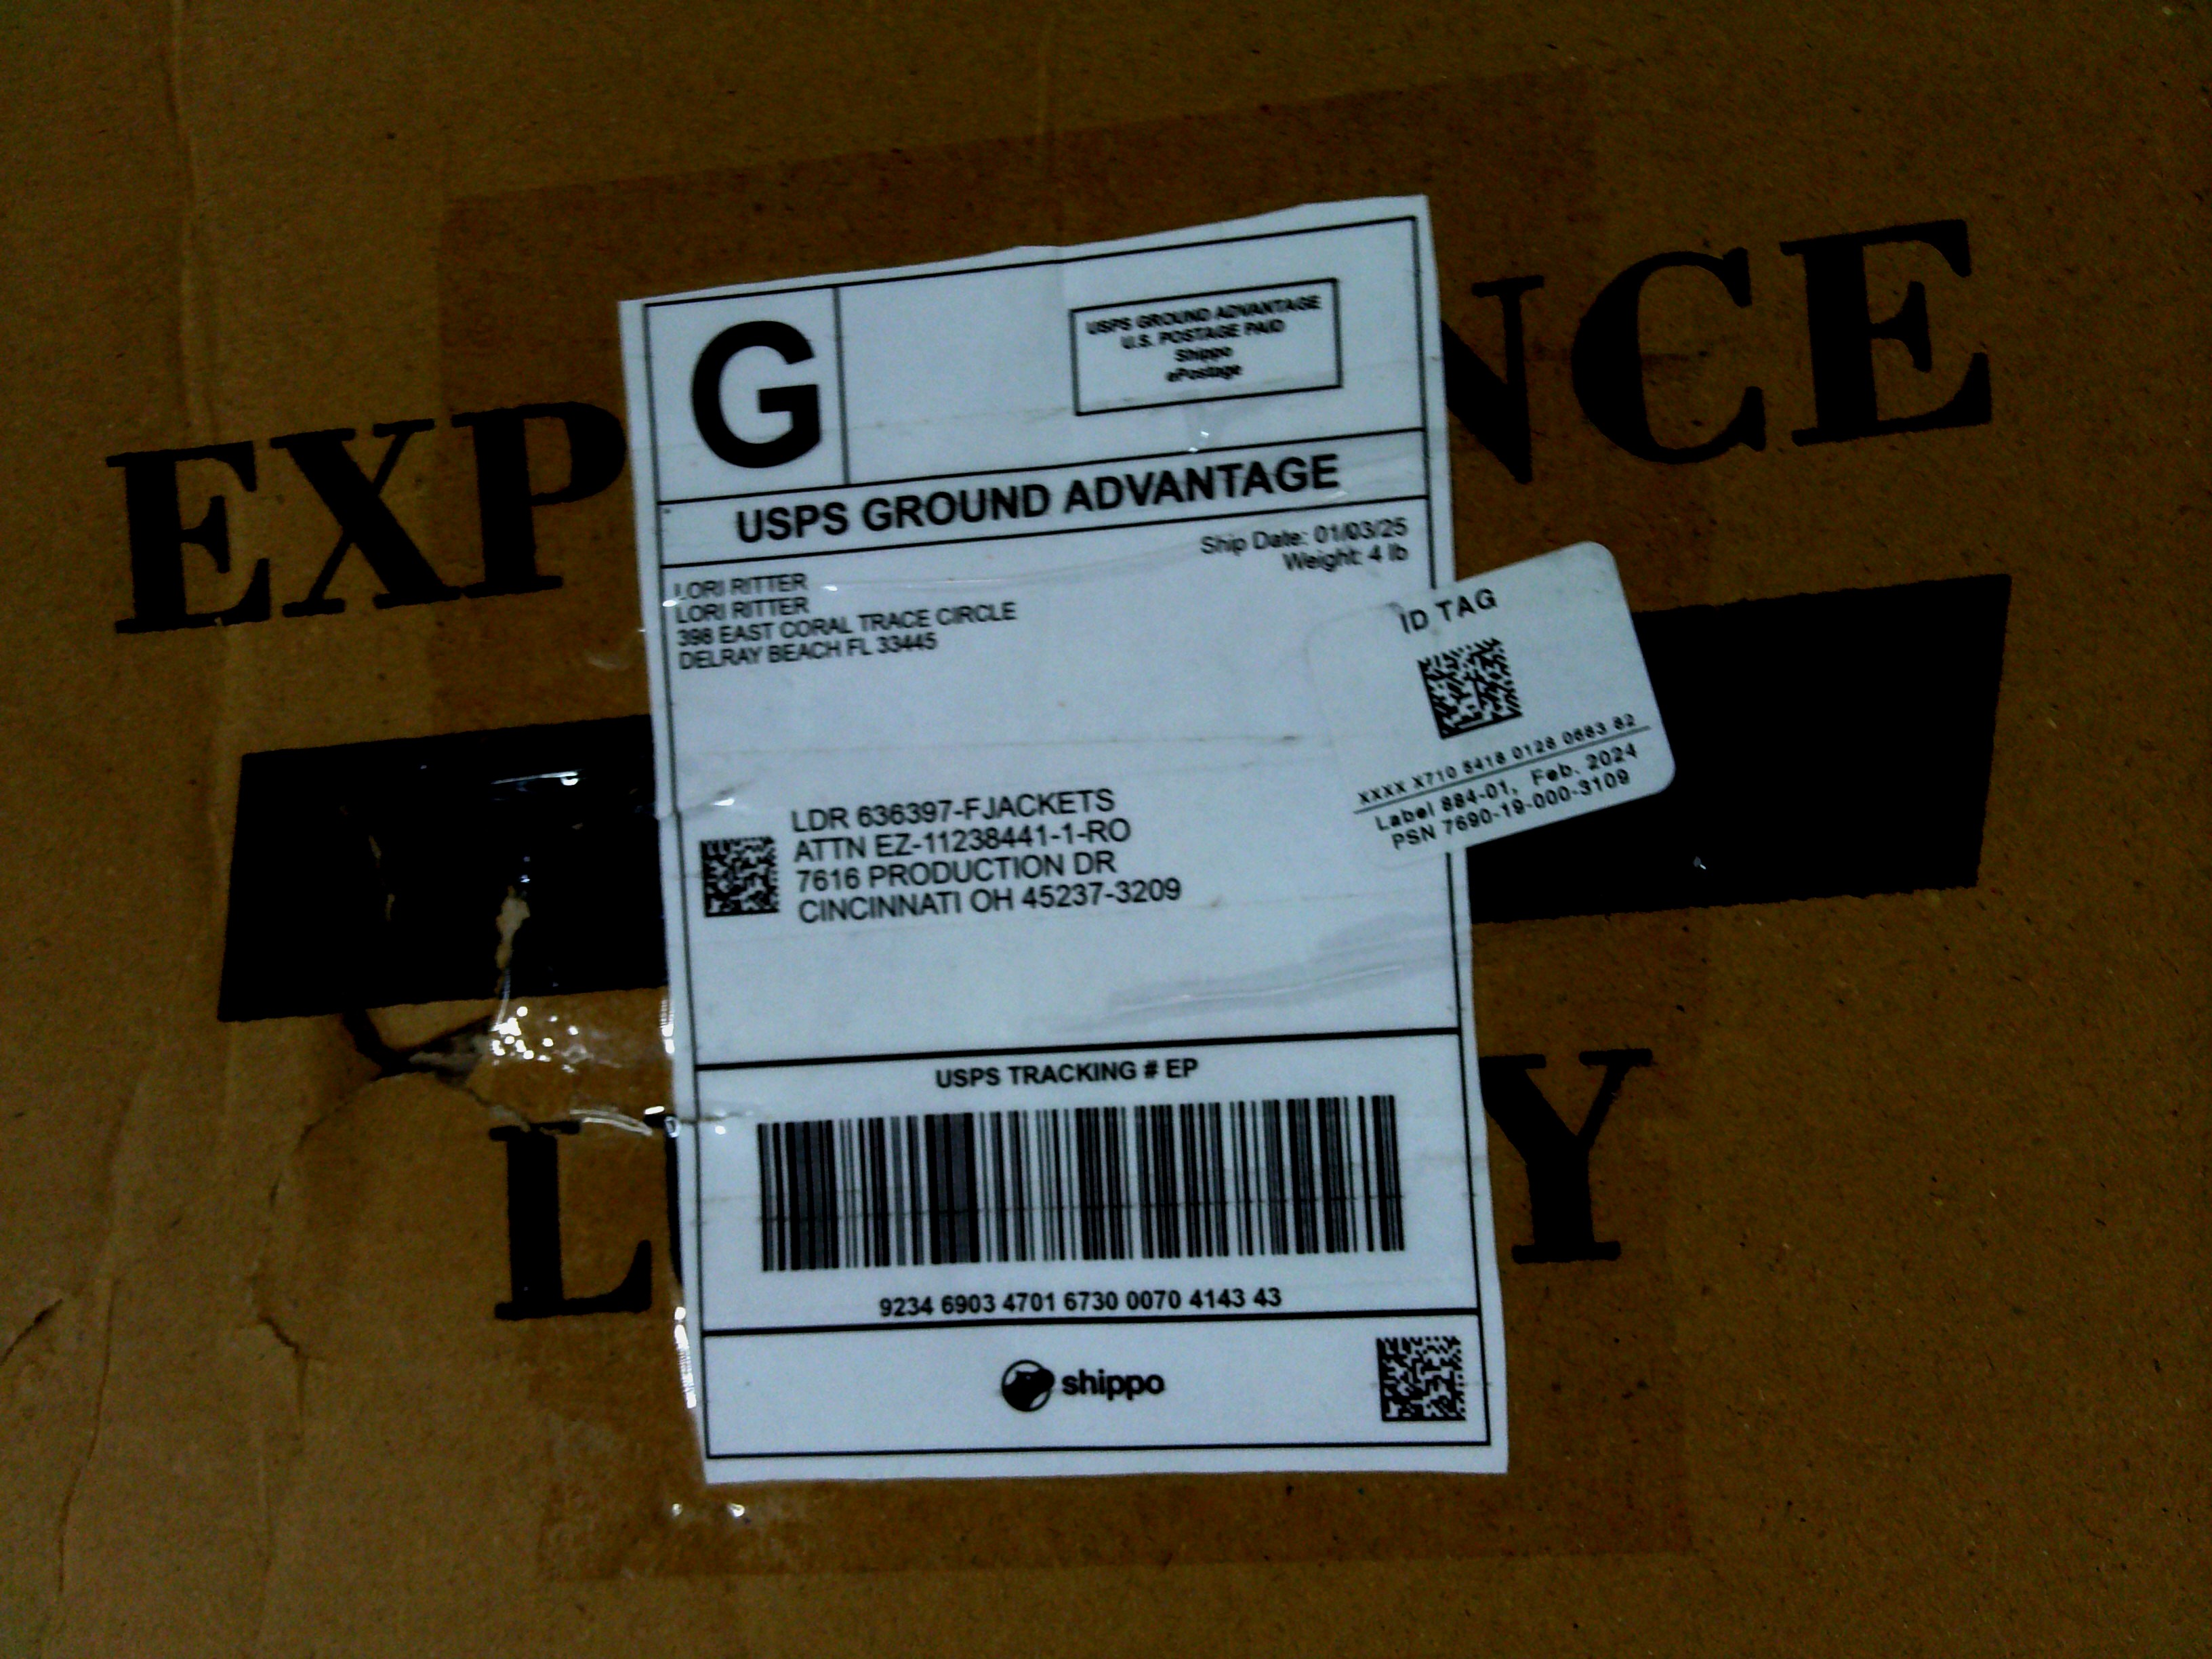 EXP
NCE
G
USPS GROUND ADVANTAGE
U.S. POSTAGE PAID
Shippo
ePostage
USPS GROUND ADVANTAGE
Ship Date: 01/03/25
Weight: 4 lb
LORI RITTER
LORI RITTER
398 EAST CORAL TRACE CIRCLE
DELRAY BEACH FL 33445
ID TAG
XXXX X710 5418 0128 0683 82
Label 884-01, Feb. 2024
PSN 7690-19-000-3109
LDR 636397-FJACKETS
ATTN EZ-11238441-1-RO
7616 PRODUCTION DR
CINCINNATI OH 45237-3209
L
Y
USPS TRACKING # EP
9234 6903 4701 6730 0070 4143 43
shippo